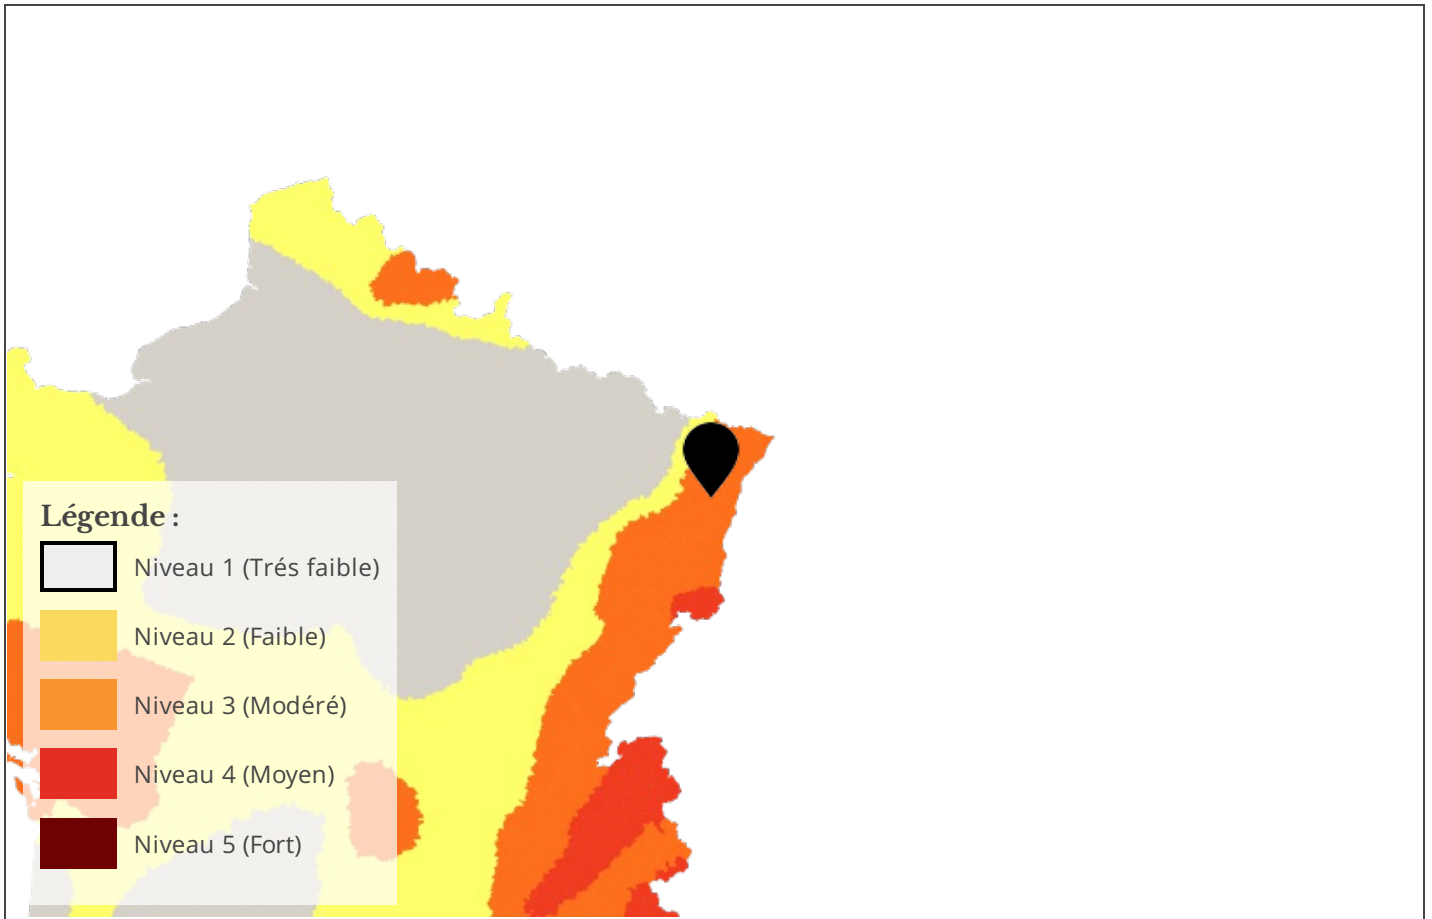 Légende :
Niveau 1 (Trés faible)
Niveau 2 (Faible)
Niveau 3 (Modéré)
Niveau 4 (Moyen)
Niveau 5 (Fort)